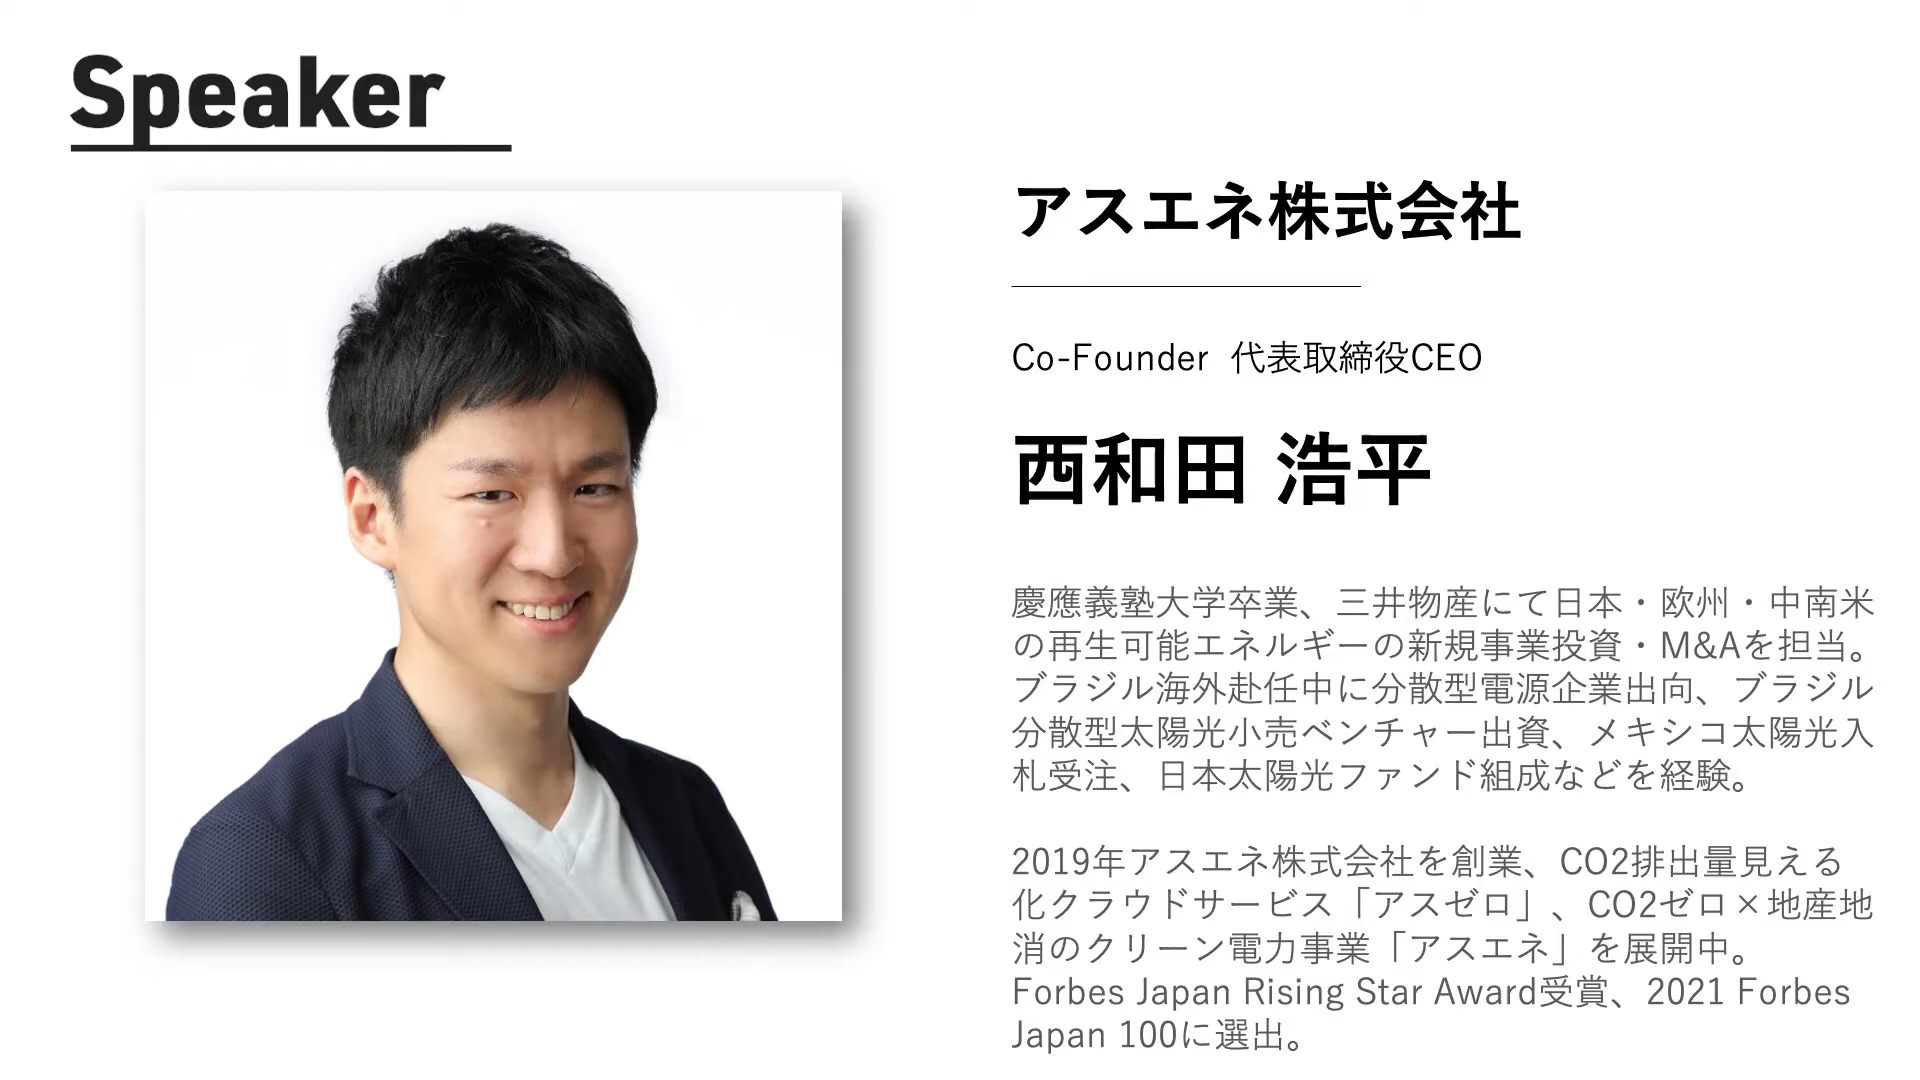 Speaker
アスエネ株式会社
Co-Founder 代表取締役CEO
西和田 浩平
慶應義塾大学卒業、三井物産にて日本・欧州・中南米
の再生可能エネルギーの新規事業投資・M&Aを担当。
ブラジル海外赴任中に分散型電源企業出向、ブラジル
分散型太陽光小売ベンチャー出資、メキシコ太陽光入
札受注、日本太陽光ファンド組成などを経験。
2019年アスエネ株式会社を創業、CO2排出量見える
化クラウドサービス「アスゼロ」、CO2ゼロ×地産地
消のクリーン電力事業「アスエネ」を展開中。
Forbes Japan Rising Star Award受賞、2021 Forbes
Japan 100に選出。